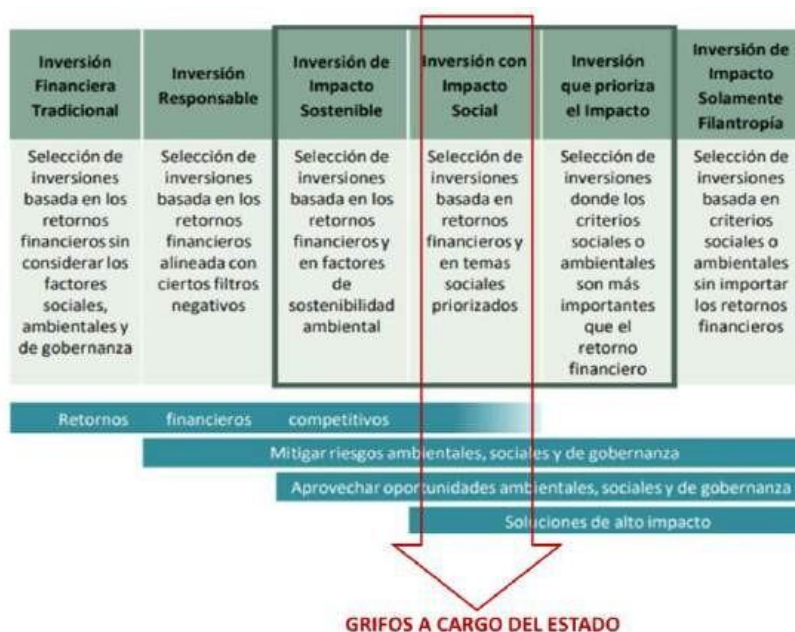 Inversión
Financiera
Tradicional
Inversión
Responsable
Inversión de
Impacto
Sostenible
Inversión con
Impacto
Social
Inversión
que prioriza
el Impacto
Inversión de
Impacto
Solamente
Filantropía
Selección de
inversiones
basada en los
retornos
financieros sin
considerar los
factores
sociales,
ambientales y
de gobernanza
Selección de
inversiones
basada en los
retornos
financieros
alineada con
ciertos filtros
negativos
Selección de
inversiones
basada en los
retornos
financieros y
en factores
de
sostenibilidad
ambiental
Selección de
inversiones
basada en
retornos
financieros y
en temas
sociales
priorizados
Selección de
inversiones
donde los
criterios
sociales o
ambientales
son más
importantes
que el
retorno
financiero
Selección de
inversiones
basada en
criterios
sociales o
ambientales
sin importar
los retornos
financieros
Retornos financieros competitivos
Mitigar riesgos ambientales, sociales y de gobernanza
Aprovechar oportunidades ambientales, sociales y de gobernanza
Soluciones de alto impacto
GRIFOS A CARGO DEL ESTADO